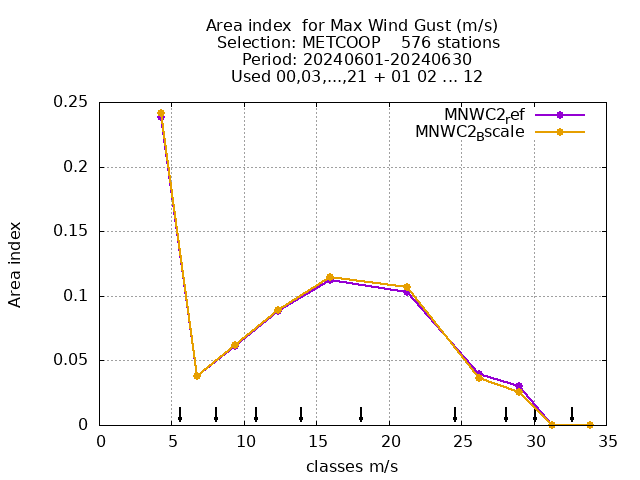 Area index  for Max Wind Gust (m/s)
Selection: METCOOP    576 stations
Period: 20240601-20240630
Used 00,03,...,21 + 01 02 ... 12
MNWC2_ref
MNWC2_Bscale
0.25
0.2
0.15
0.1
0.05
0
Area index
0 5 10 15 20 25 30 35
classes m/s